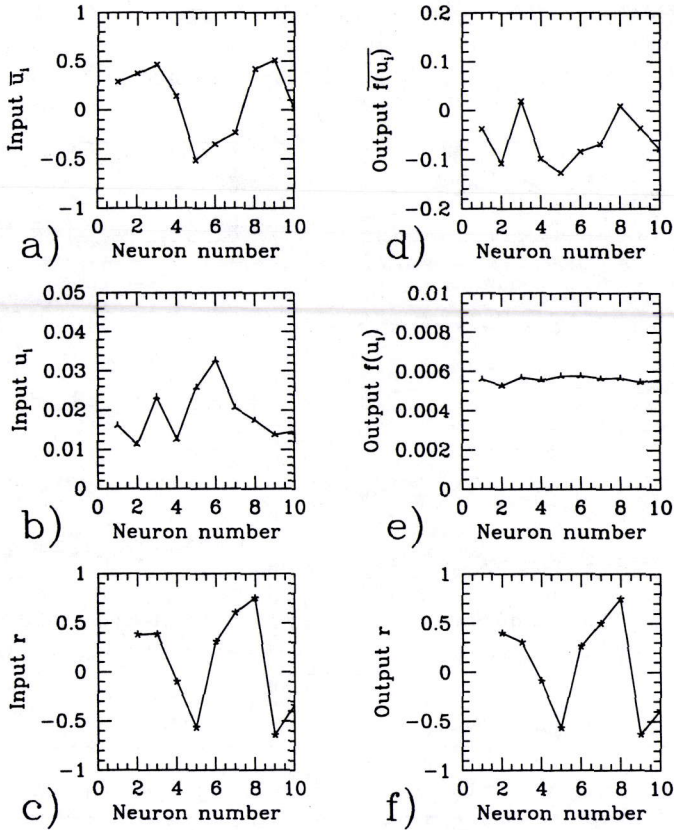 Input u̅ᵢ
1
0.5
0
−0.5
−1
0 2 4 6 8 10
Neuron number
a)
Output f(uᵢ)
0.2
0.1
0
−0.1
−0.2
0 2 4 6 8 10
Neuron number
d)
Input uᵢ
0.05
0.04
0.03
0.02
0.01
0
0 2 4 6 8 10
Neuron number
b)
Output f(uᵢ)
0.01
0.008
0.006
0.004
0.002
0
0 2 4 6 8 10
Neuron number
e)
Input r
1
0.5
0
−0.5
−1
0 2 4 6 8 10
Neuron number
c)
Output r
1
0.5
0
−0.5
−1
0 2 4 6 8 10
Neuron number
f)